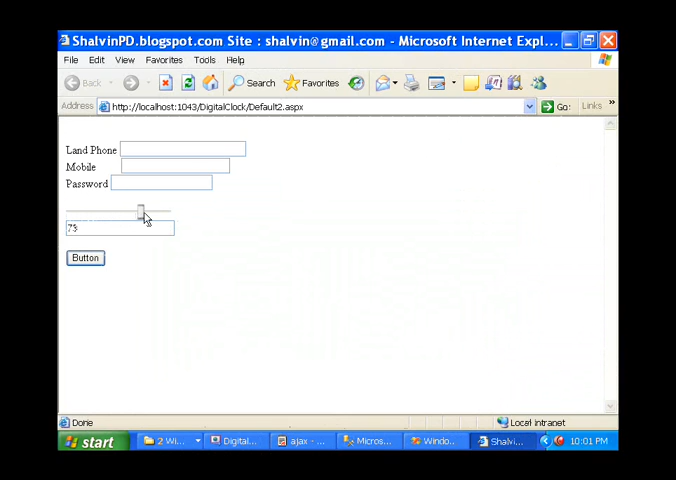 ShalvinPD.blogspot.com Site : shalvin@gmail.com - Microsoft Internet Expl...
File Edit View Favorites Tools Help
Back Search Favorites
Address http://localhost:1043/DigitalClock/Default2.aspx Go Links »
Land Phone
Mobile
Password
Button
Done Local intranet
start 2 Wi... Digital... ajax - ... Micros... Windo... Shalvi... 10:01 PM